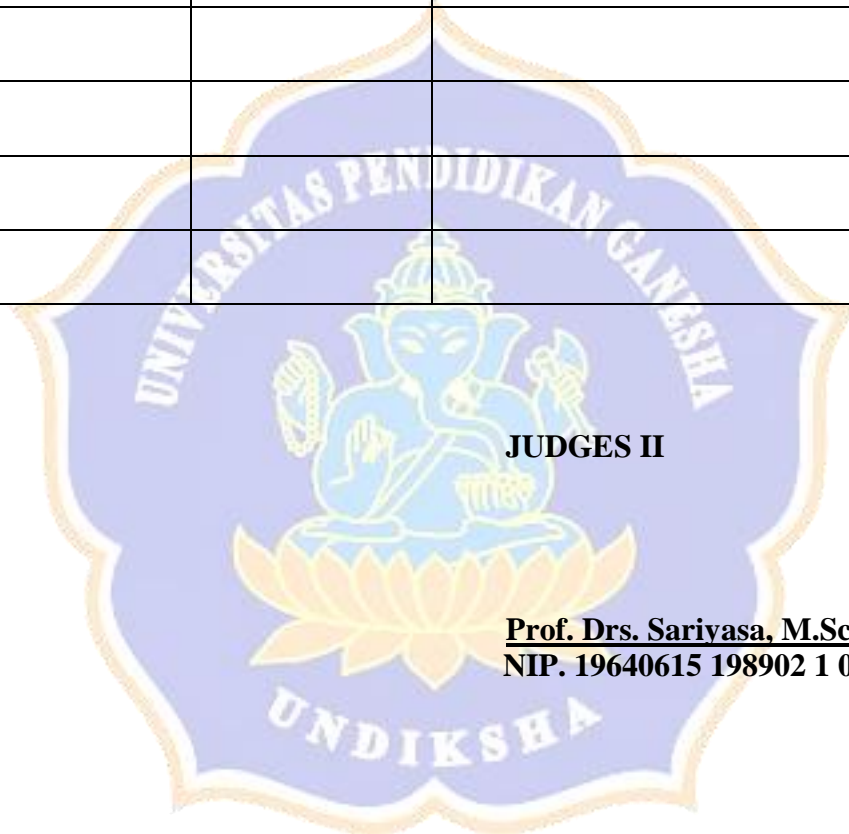 UNIVERSITAS PENDIDIKAN GANESHA
JUDGES II
Prof. Drs. Sariyasa, M.Sc
NIP. 19640615 198902 1 0
UNDIKSHA